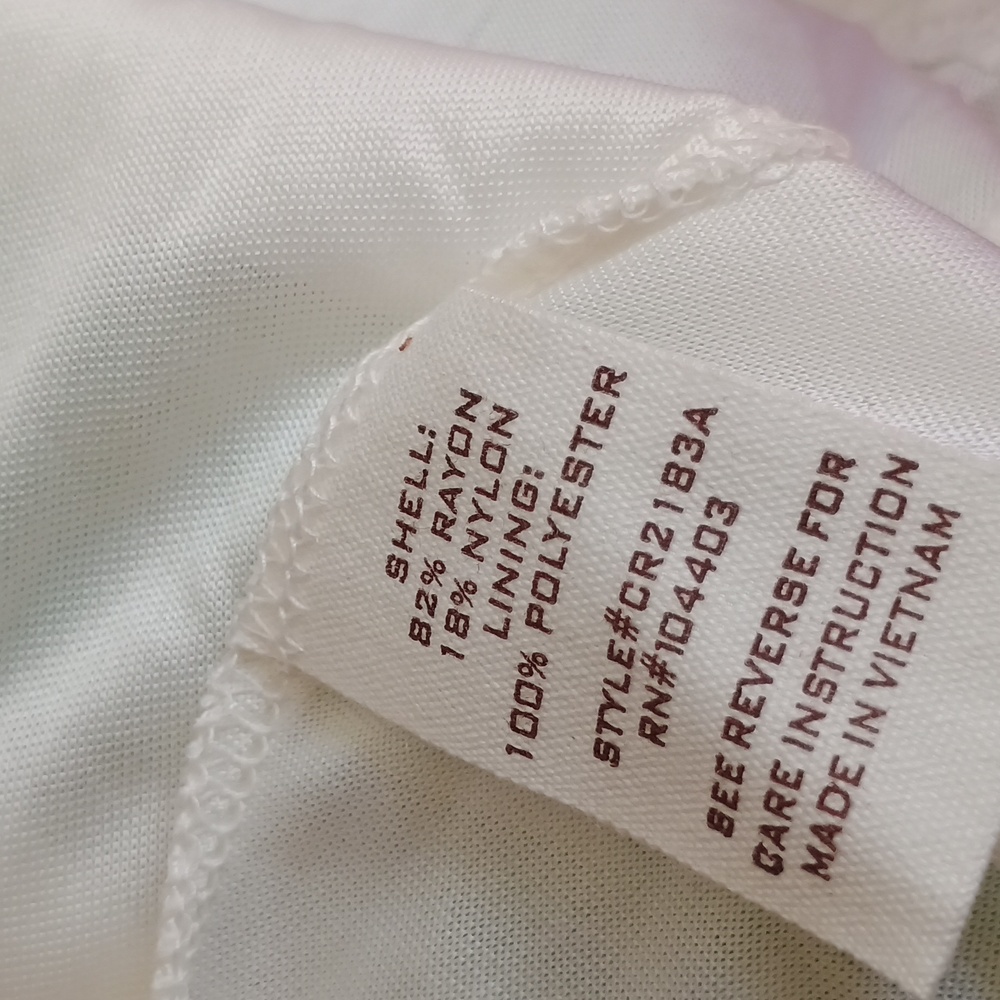 SHELL:
82% RAYON
18% NYLON
LINING:
100% POLYESTER
STYLE#CR2183A
RN#104403
SEE REVERSE FOR
CARE INSTRUCTION
MADE IN VIETNAM